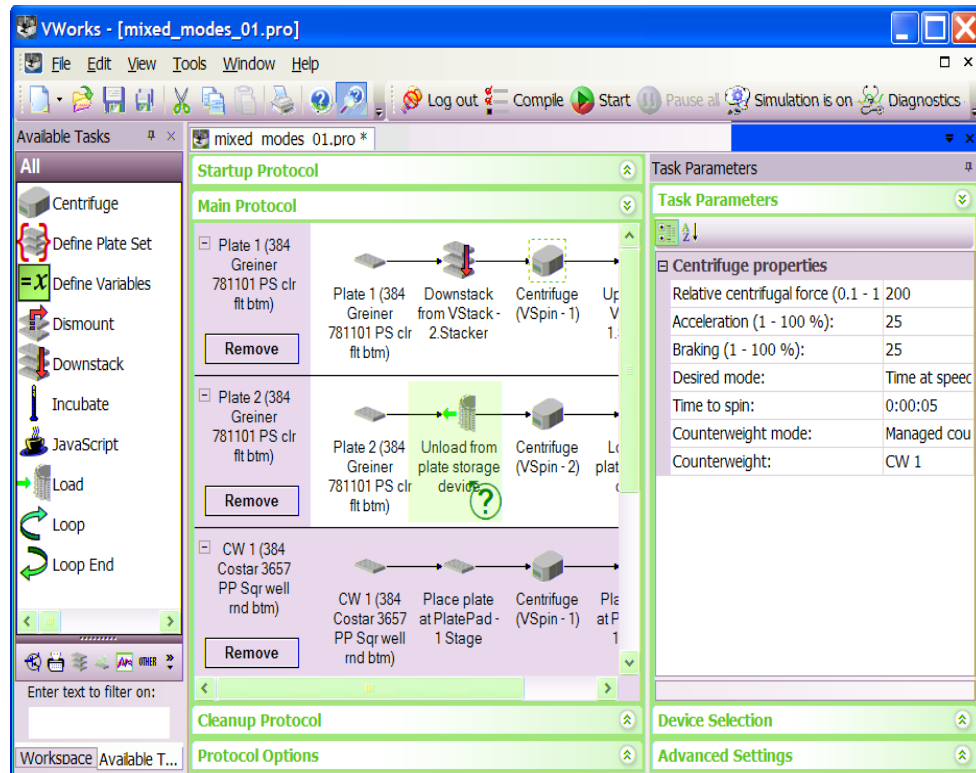 VWorks - [mixed_modes_01.pro]
File Edit View Tools Window Help
Log out Compile Start Pause all Simulation is on Diagnostics
Available Tasks
All
Centrifuge
Define Plate Set
=x Define Variables
Dismount
Downstack
Incubate
JavaScript
Load
Loop
Loop End
OTHER
Enter text to filter on:
Workspace Available T...
mixed_modes_01.pro *
Startup Protocol
Main Protocol
Plate 1 (384
Greiner
781101 PS clr
flt btm)
Remove
Plate 1 (384
Greiner
781101 PS clr
flt btm)
Downstack
from VStack -
2.Stacker
Centrifuge
(VSpin - 1)
Up
V
1.
Plate 2 (384
Greiner
781101 PS clr
flt btm)
Remove
Plate 2 (384
Greiner
781101 PS clr
flt btm)
Unload from
plate storage
device
?
Centrifuge
(VSpin - 2)
plat
CW 1 (384
Costar 3657
PP Sqr well
rnd btm)
Remove
CW 1 (384
Costar 3657
PP Sqr well
rnd btm)
Place plate
at PlatePad -
1 Stage
Centrifuge
(VSpin - 1)
Pla
at P
1
Cleanup Protocol
Protocol Options
Task Parameters
Task Parameters
Centrifuge properties
Relative centrifugal force (0.1 - 1 200
Acceleration (1 - 100 %): 25
Braking (1 - 100 %): 25
Desired mode: Time at speed
Time to spin: 0:00:05
Counterweight mode: Managed cou
Counterweight: CW 1
Device Selection
Advanced Settings